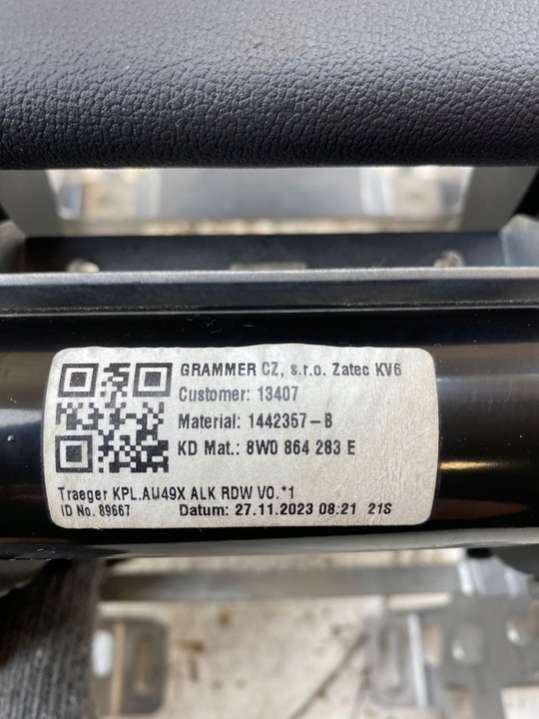 GRAMMER CZ, s.r.o. Zatec KV6
Customer: 13407
Material: 1442357-B
KD Mat.: 8W0 864 283 E
Traeger KPL.AU49X ALK RDW VO.*1
ID No. 89667 Datum: 27.11.2023 08:21 21S